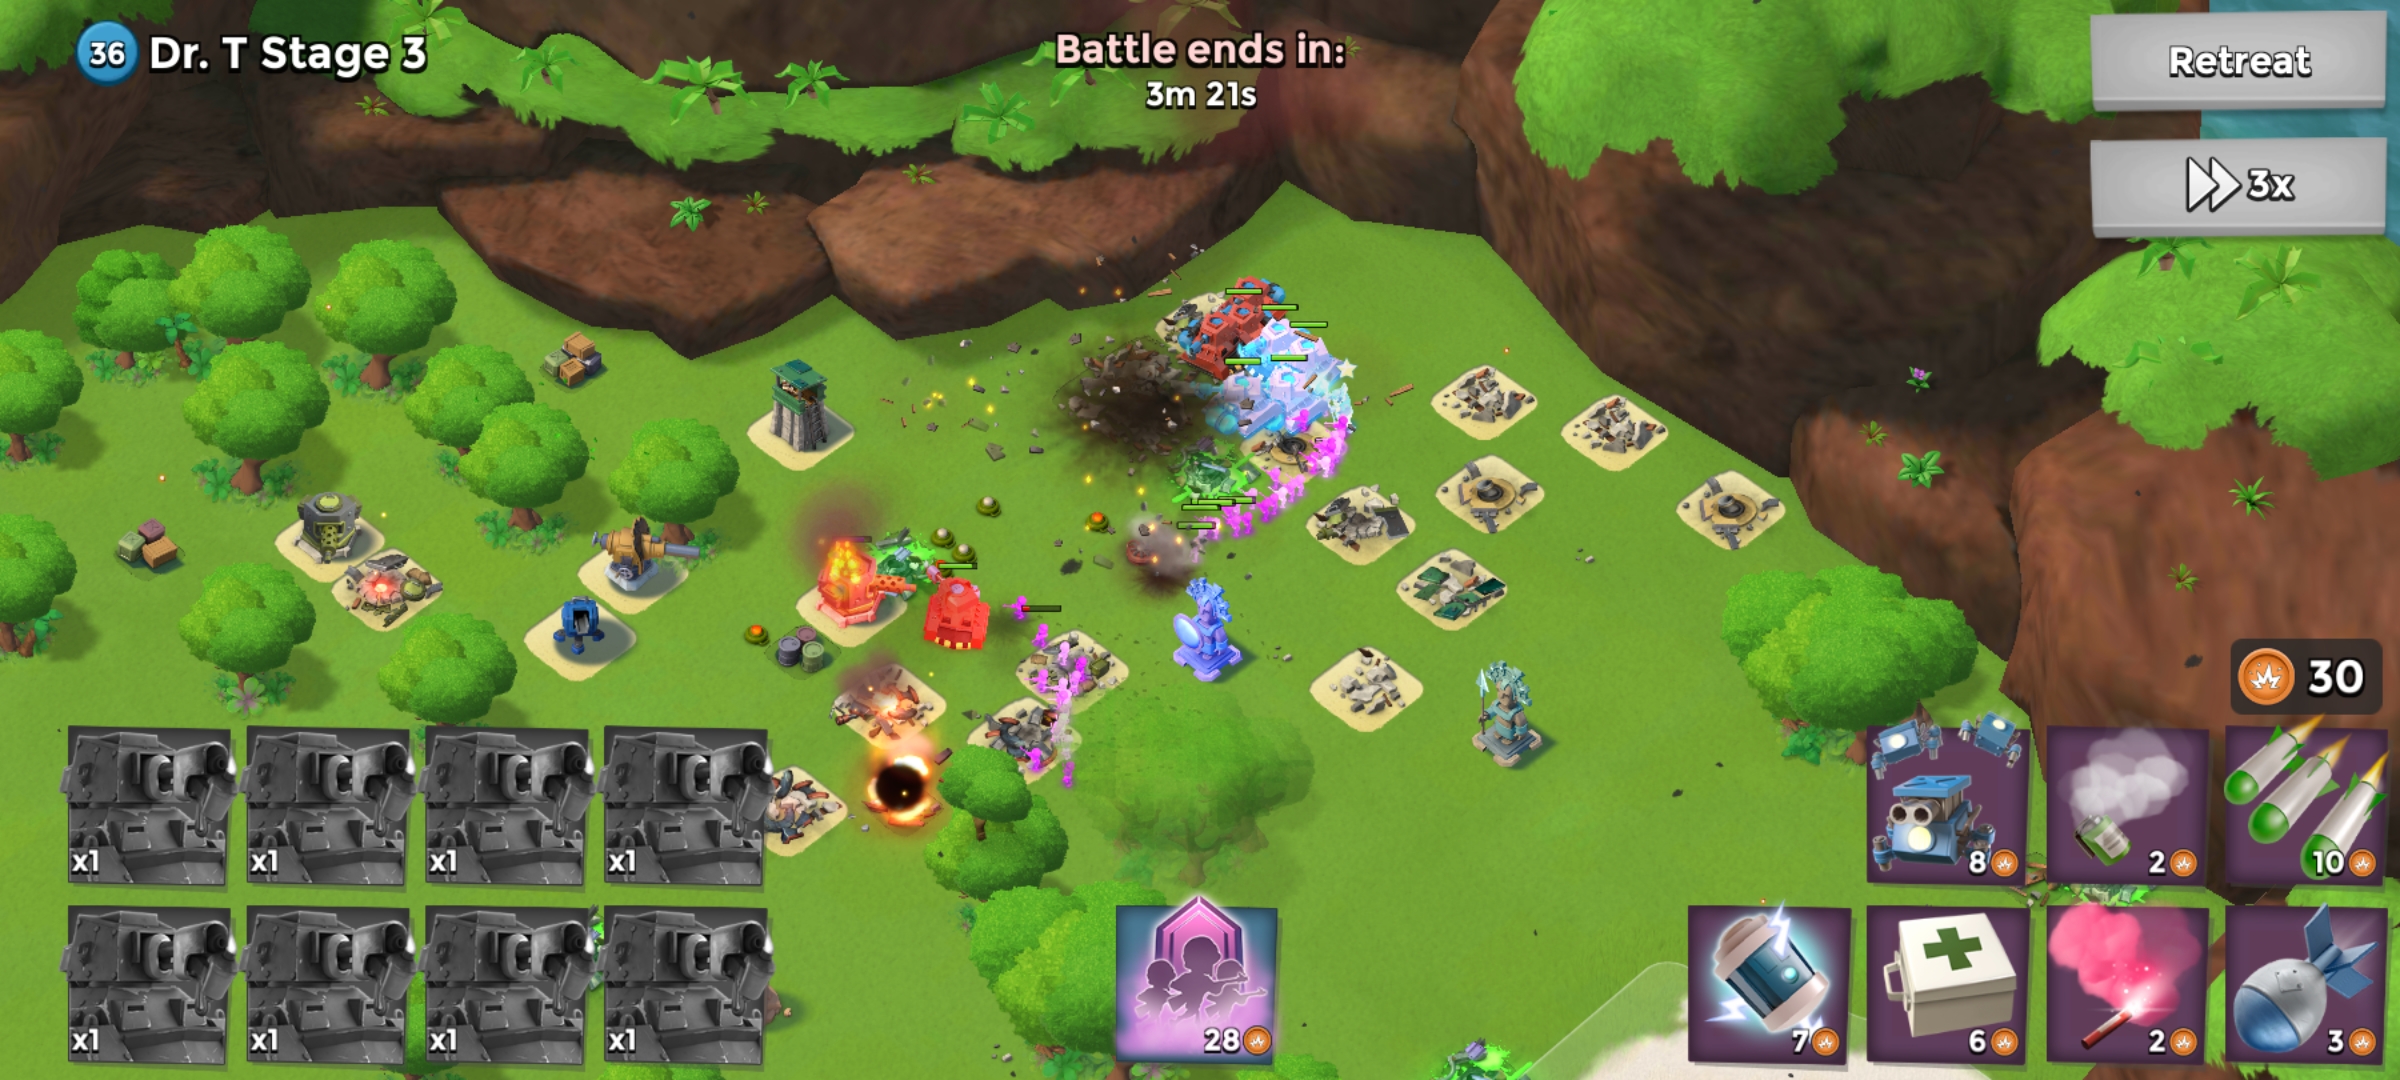 36 Dr. T Stage 3
Battle ends in:
3m 21s
Retreat
3x
30
8
2
10
x1
x1
x1
x1
x1
x1
x1
x1
28
7
6
2
3